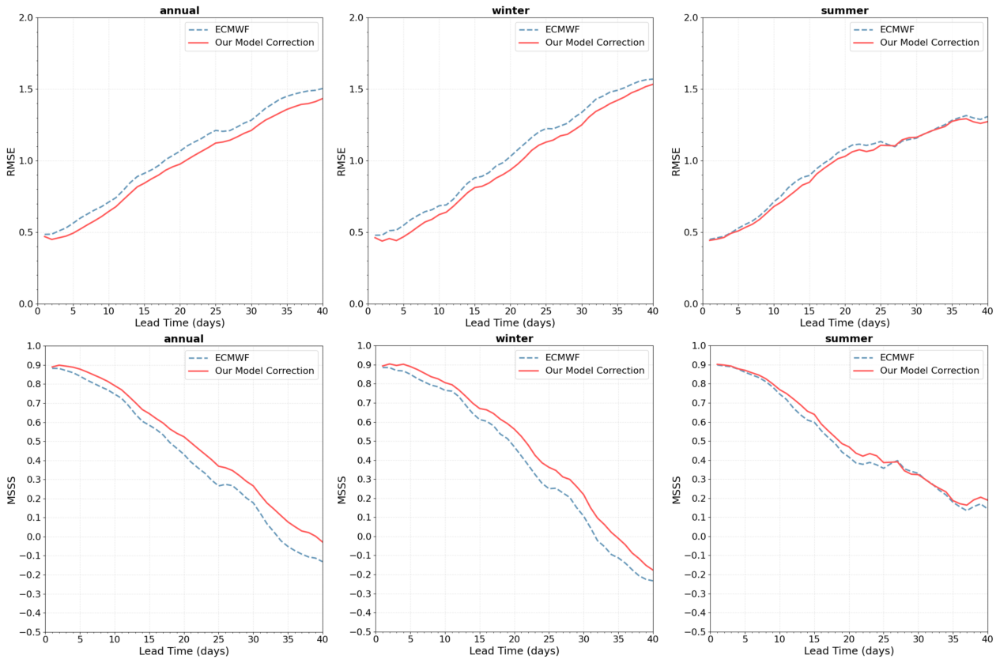 annual
2.0
1.5
1.0
0.5
0.0
RMSE
0 5 10 15 20 25 30 35 40
Lead Time (days)
ECMWF
Our Model Correction
winter
2.0
1.5
1.0
0.5
0.0
RMSE
0 5 10 15 20 25 30 35 40
Lead Time (days)
ECMWF
Our Model Correction
summer
2.0
1.5
1.0
0.5
0.0
RMSE
0 5 10 15 20 25 30 35 40
Lead Time (days)
ECMWF
Our Model Correction
annual
1.0
0.9
0.8
0.7
0.6
0.5
0.4
0.3
0.2
0.1
0.0
−0.1
−0.2
−0.3
−0.4
−0.5
MSSS
0 5 10 15 20 25 30 35 40
Lead Time (days)
ECMWF
Our Model Correction
winter
1.0
0.9
0.8
0.7
0.6
0.5
0.4
0.3
0.2
0.1
0.0
−0.1
−0.2
−0.3
−0.4
−0.5
MSSS
0 5 10 15 20 25 30 35 40
Lead Time (days)
ECMWF
Our Model Correction
summer
1.0
0.9
0.8
0.7
0.6
0.5
0.4
0.3
0.2
0.1
0.0
−0.1
−0.2
−0.3
−0.4
−0.5
MSSS
0 5 10 15 20 25 30 35 40
Lead Time (days)
ECMWF
Our Model Correction